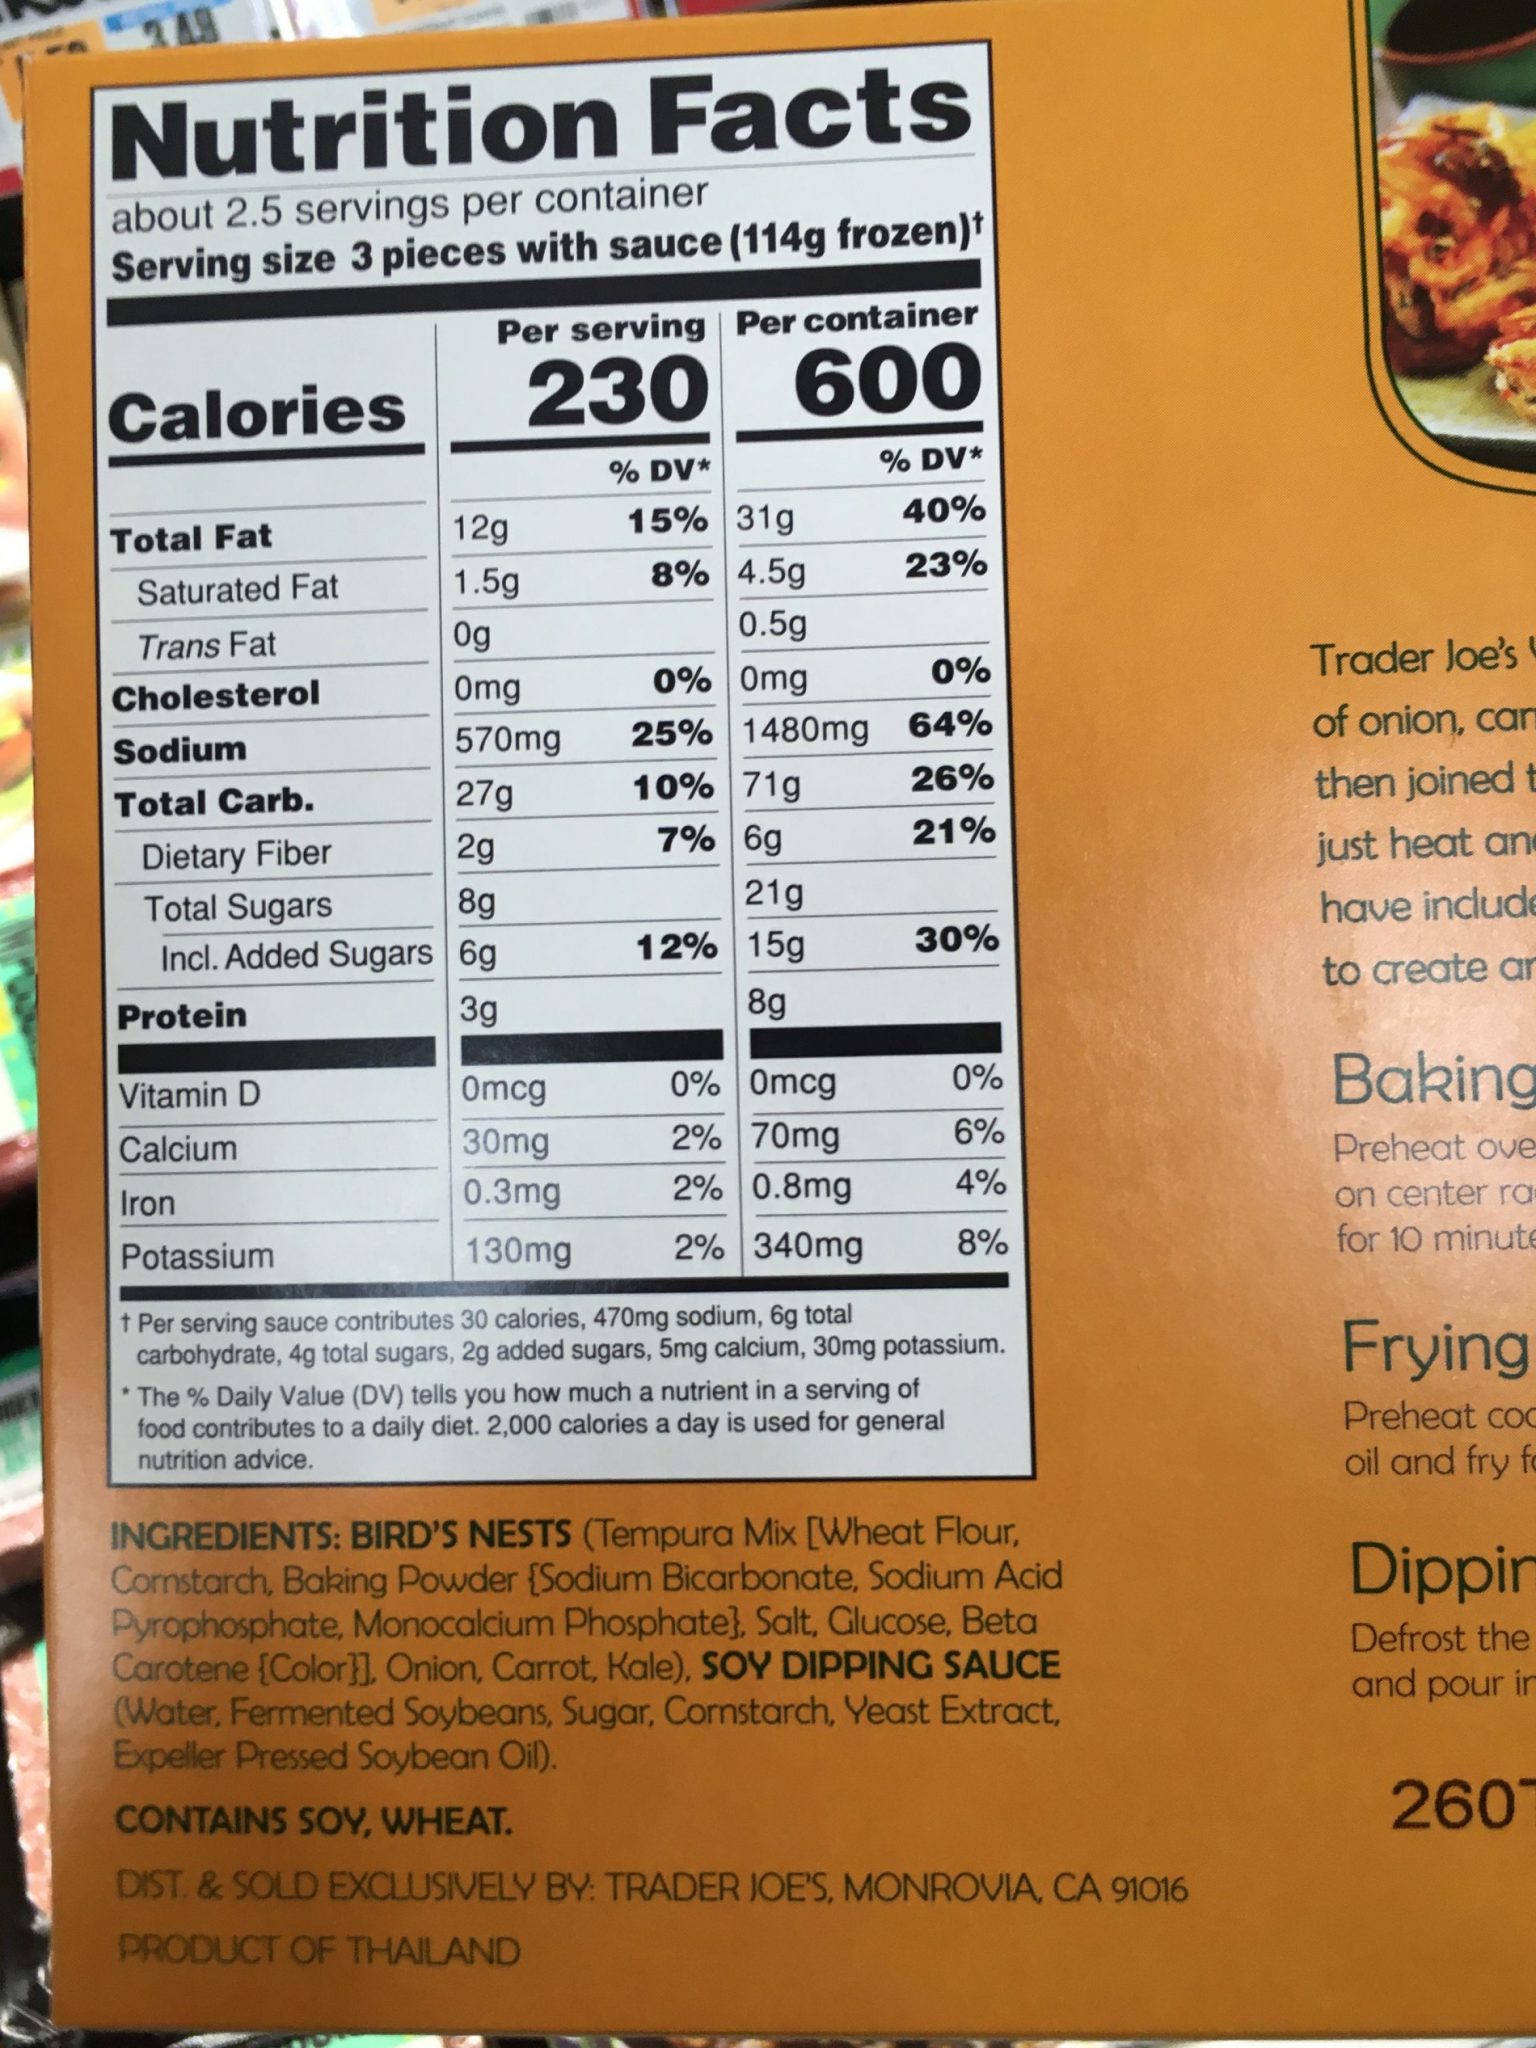 3.49
Nutrition Facts
about 2.5 servings per container
Serving size 3 pieces with sauce (114g frozen)†
Per serving Per container
Calories 230 600
% DV* % DV*
Total Fat 12g 15% 31g 40%
Saturated Fat 1.5g 8% 4.5g 23%
Trans Fat 0g 0.5g
Cholesterol 0mg 0% 0mg 0%
Sodium 570mg 25% 1480mg 64%
Total Carb. 27g 10% 71g 26%
Dietary Fiber 2g 7% 6g 21%
Total Sugars 8g 21g
Incl. Added Sugars 6g 12% 15g 30%
Protein 3g 8g
Vitamin D 0mcg 0% 0mcg 0%
Calcium 30mg 2% 70mg 6%
Iron 0.3mg 2% 0.8mg 4%
Potassium 130mg 2% 340mg 8%
† Per serving sauce contributes 30 calories, 470mg sodium, 6g total
carbohydrate, 4g total sugars, 2g added sugars, 5mg calcium, 30mg potassium.
* The % Daily Value (DV) tells you how much a nutrient in a serving of
food contributes to a daily diet. 2,000 calories a day is used for general
nutrition advice.
INGREDIENTS: BIRD'S NESTS (Tempura Mix [Wheat Flour,
Cornstarch, Baking Powder {Sodium Bicarbonate, Sodium Acid
Pyrophosphate, Monocalcium Phosphate}, Salt, Glucose, Beta
Carotene {Color}], Onion, Carrot, Kale), SOY DIPPING SAUCE
(Water, Fermented Soybeans, Sugar, Cornstarch, Yeast Extract,
Expeller Pressed Soybean Oil).
CONTAINS SOY, WHEAT.
DIST. & SOLD EXCLUSIVELY BY: TRADER JOE'S, MONROVIA, CA 91016
PRODUCT OF THAILAND
Trader Joe's
of onion,
then joined
just heat
have
to create
Baking
Preheat
on center
for 10
Frying
Preheat
oil and fry
Defrost the
and pour
260